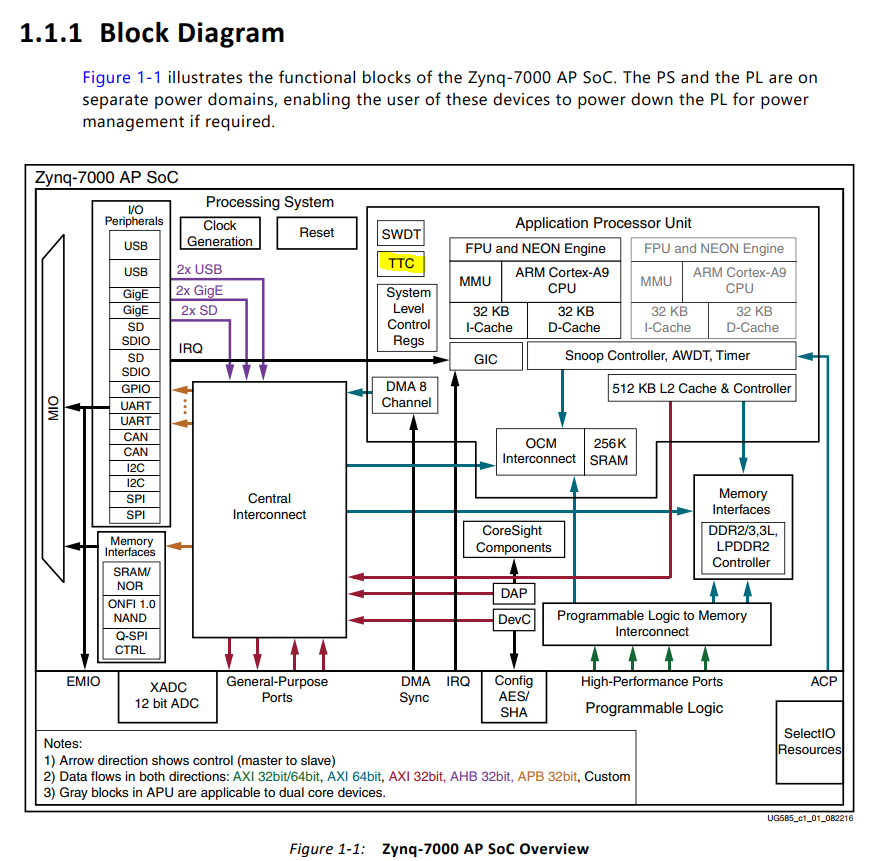 1.1.1 Block Diagram
Figure 1-1 illustrates the functional blocks of the Zynq-7000 AP SoC. The PS and the PL are on
separate power domains, enabling the user of these devices to power down the PL for power
management if required.
Zynq-7000 AP SoC
Processing System
I/O
Peripherals
USB
USB
GigE
GigE
SD
SDIO
SD
SDIO
GPIO
UART
UART
CAN
CAN
I2C
I2C
SPI
SPI
MIO
Memory
Interfaces
SRAM/
NOR
ONFI 1.0
NAND
Q-SPI
CTRL
Clock
Generation
Reset
2x USB
2x GigE
2x SD
IRQ
Central
Interconnect
SWDT
TTC
System
Level
Control
Regs
DMA 8
Channel
Application Processor Unit
FPU and NEON Engine
MMU
ARM Cortex-A9
CPU
32 KB
I-Cache
32 KB
D-Cache
FPU and NEON Engine
MMU
ARM Cortex-A9
CPU
32 KB
I-Cache
32 KB
D-Cache
GIC
Snoop Controller, AWDT, Timer
512 KB L2 Cache & Controller
OCM
Interconnect
256K
SRAM
Memory
Interfaces
DDR2/3,3L,
LPDDR2
Controller
CoreSight
Components
DAP
DevC
Programmable Logic to Memory
Interconnect
EMIO
XADC
12 bit ADC
General-Purpose
Ports
DMA
Sync
IRQ
Config
AES/
SHA
High-Performance Ports
ACP
Programmable Logic
SelectIO
Resources
Notes:
1) Arrow direction shows control (master to slave)
2) Data flows in both directions: AXI 32bit/64bit, AXI 64bit, AXI 32bit, AHB 32bit, APB 32bit, Custom
3) Gray blocks in APU are applicable to dual core devices.
UG585_c1_01_082216
Figure 1-1: Zynq-7000 AP SoC Overview